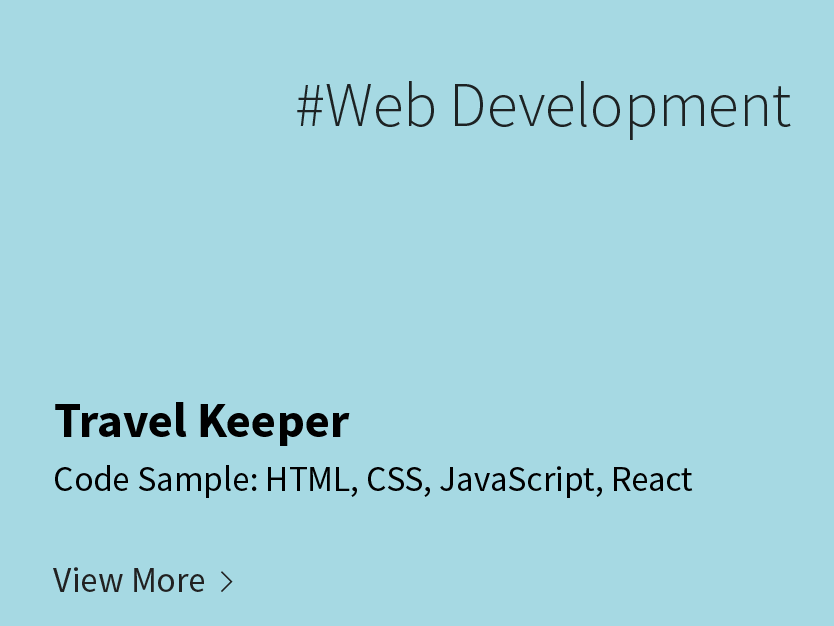 #Web Development
Travel Keeper
Code Sample: HTML, CSS, JavaScript, React
View More >